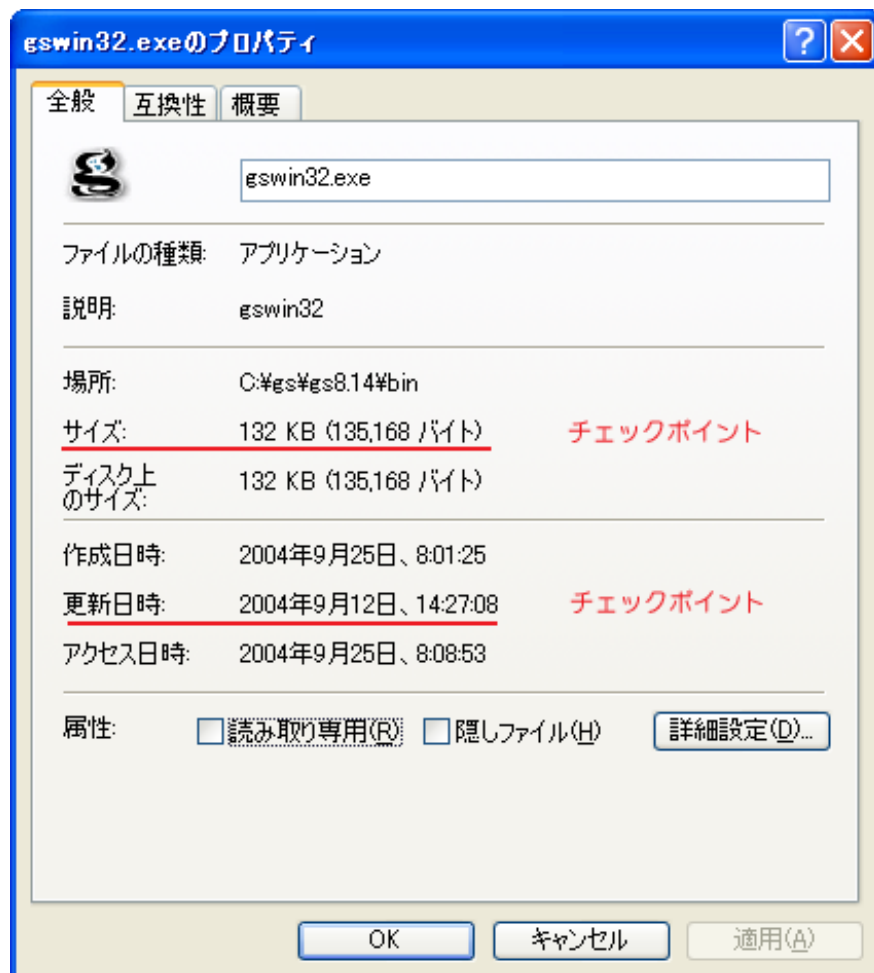 gswin32.exeのプロパティ
全般 互換性 概要
gswin32.exe
ファイルの種類: アプリケーション
説明: gswin32
場所: C:¥gs¥gs8.14¥bin
サイズ: 132 KB (135,168 バイト) チェックポイント
ディスク上
のサイズ: 132 KB (135,168 バイト)
作成日時: 2004年9月25日、8:01:25
更新日時: 2004年9月12日、14:27:08 チェックポイント
アクセス日時: 2004年9月25日、8:08:53
属性: 読み取り専用(R) 隠しファイル(H) 詳細設定(D)...
OK キャンセル 適用(A)